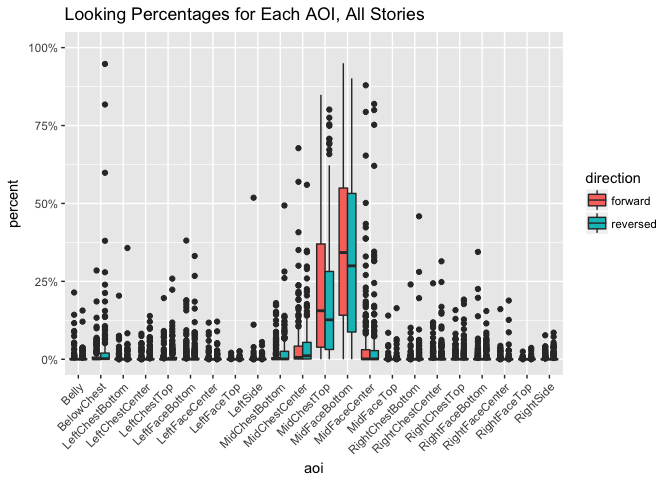 Looking Percentages for Each AOI, All Stories
100%
75%
50%
25%
0%
percent
Belly
BelowChest
LeftChestBottom
LeftChestCenter
LeftChestTop
LeftFaceBottom
LeftFaceCenter
LeftFaceTop
LeftSide
MidChestBottom
MidChestCenter
MidChestTop
MidFaceBottom
MidFaceCenter
MidFaceTop
RightChestBottom
RightChestCenter
RightChestTop
RightFaceBottom
RightFaceCenter
RightFaceTop
RightSide
aoi
direction
forward
reversed